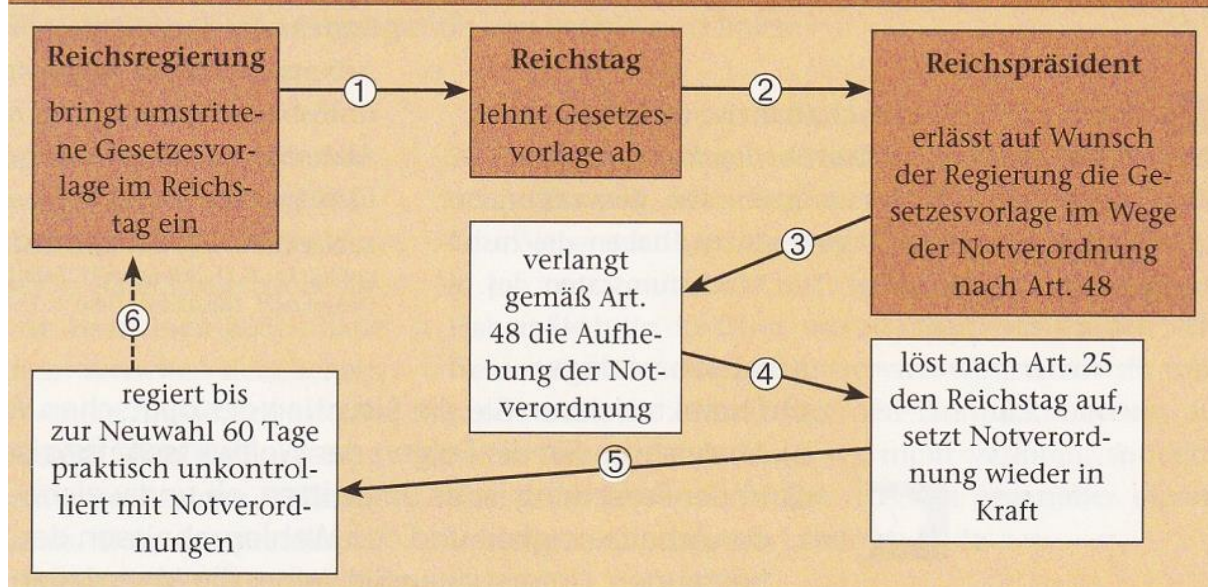 Reichsregierung
bringt umstritte-
ne Gesetzesvor-
lage im Reichs-
tag ein
1
Reichstag
lehnt Gesetzes-
vorlage ab
2
Reichspräsident
erlässt auf Wunsch
der Regierung die Ge-
setzesvorlage im Wege
der Notverordnung
nach Art. 48
3
verlangt
gemäß Art.
48 die Aufhe-
bung der Not-
verordnung
4
löst nach Art. 25
den Reichstag auf,
setzt Notverord-
nung wieder in
Kraft
5
regiert bis
zur Neuwahl 60 Tage
praktisch unkontrol-
liert mit Notverord-
nungen
6